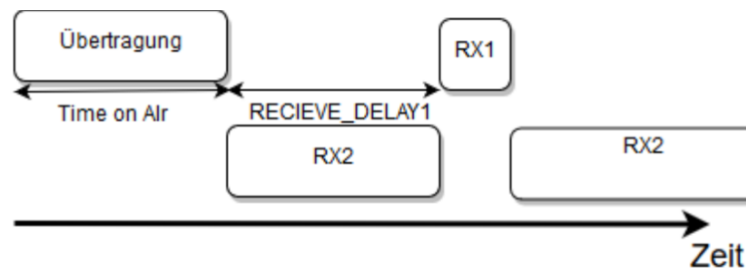 Übertragung
RX1
Time on AIr
RECIEVE_DELAY1
RX2
RX2
Zeit